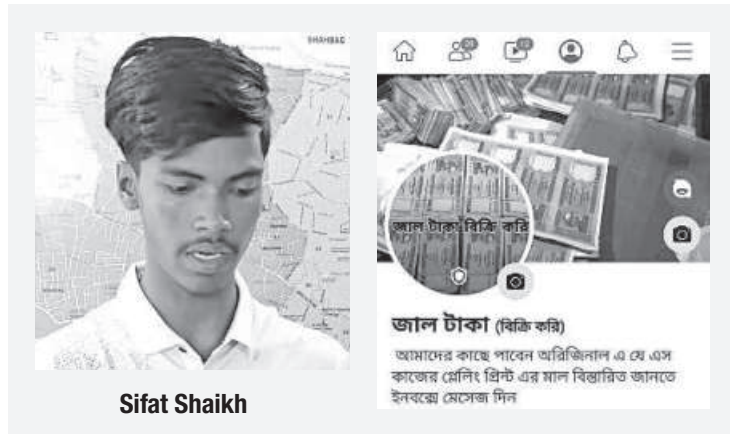 SHAHBAG
জাল টাকা বিক্রি করি
জাল টাকা (বিক্রি করি)
আমাদের কাছে পাবেন অরিজিনাল এ যে এস
কাজের প্রেলিং প্রিন্ট এর মাল বিস্তারিত জানতে
ইনবক্সে মেসেজ দিন
Sifat Shaikh